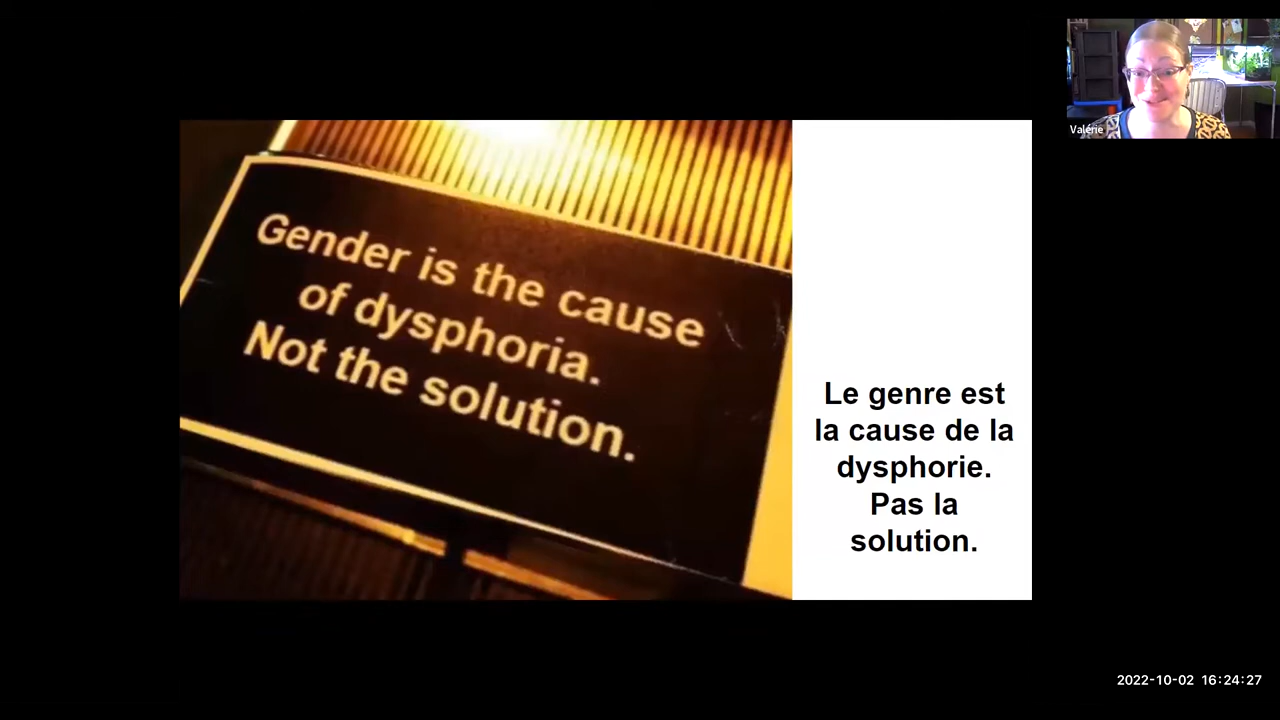 Valérie
Gender is the cause
of dysphoria.
Not the solution.
Le genre est
la cause de la
dysphorie.
Pas la
solution.
2022-10-02 16:24:27